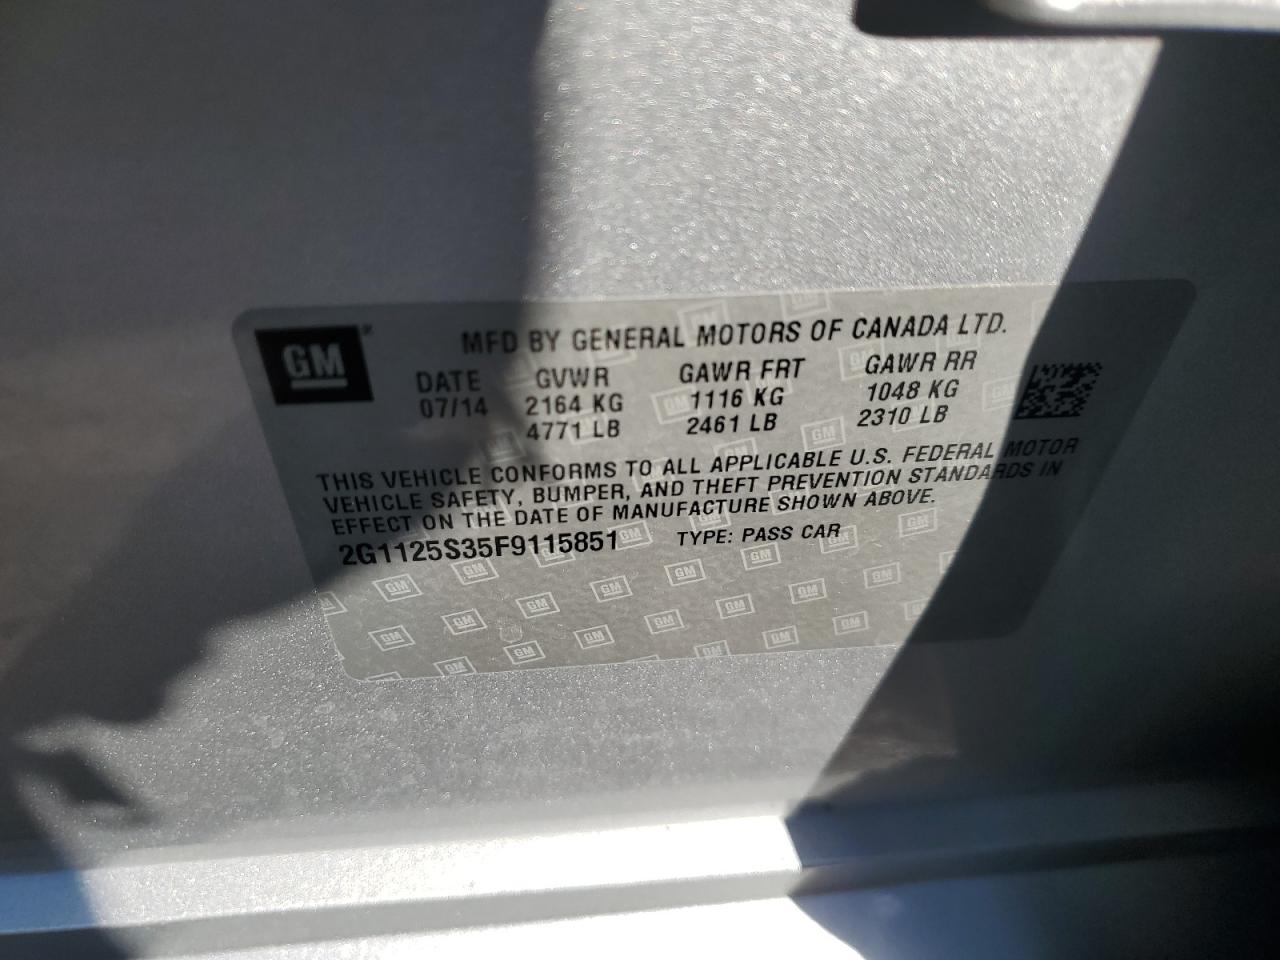 GM
MFD BY GENERAL MOTORS OF CANADA LTD.
DATE GVWR GAWR FRT GAWR RR
07/14 2164 KG 1116 KG 1048 KG
4771 LB 2461 LB 2310 LB
THIS VEHICLE CONFORMS TO ALL APPLICABLE U.S. FEDERAL MOTOR
VEHICLE SAFETY, BUMPER, AND THEFT PREVENTION STANDARDS IN
EFFECT ON THE DATE OF MANUFACTURE SHOWN ABOVE.
2G1125S35F9115851 TYPE: PASS CAR